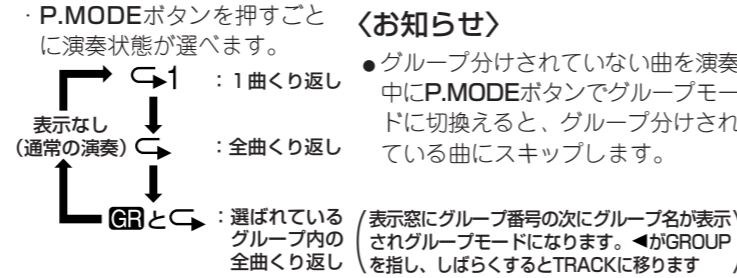 ・P.MODEボタンを押すごと
に演奏状態が選べます。
1 ：1曲くり返し
表示なし
(通常の演奏)
：全曲くり返し
GRと ：選ばれている
グループ内の
全曲くり返し
〈お知らせ〉
●グループ分けされていない曲を演奏
中にP.MODEボタンでグループモー
ドに切換えると、グループ分けされ
ている曲にスキップします。
(表示窓にグループ番号の次にグループ名が表示
されグループモードになります。◀がGROUP
を指し、しばらくするとTRACKに移ります)